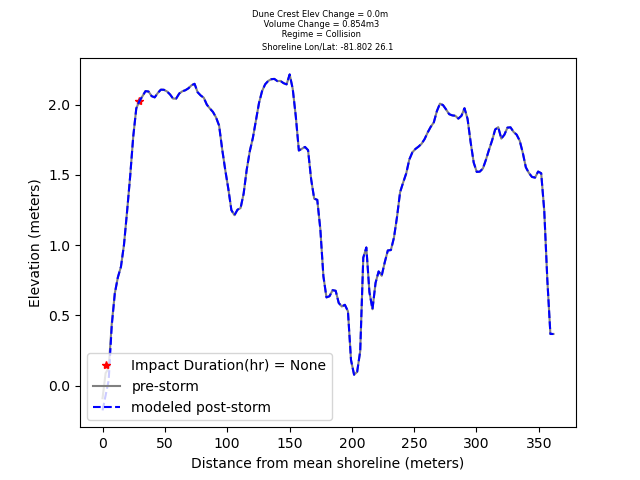 Dune Crest Elev Change = 0.0m
Volume Change = 0.854m3
Regime = Collision
Shoreline Lon/Lat: -81.802 26.1
Elevation (meters)
2.0
1.5
1.0
0.5
0.0
Impact Duration(hr) = None
pre-storm
modeled post-storm
0 50 100 150 200 250 300 350
Distance from mean shoreline (meters)